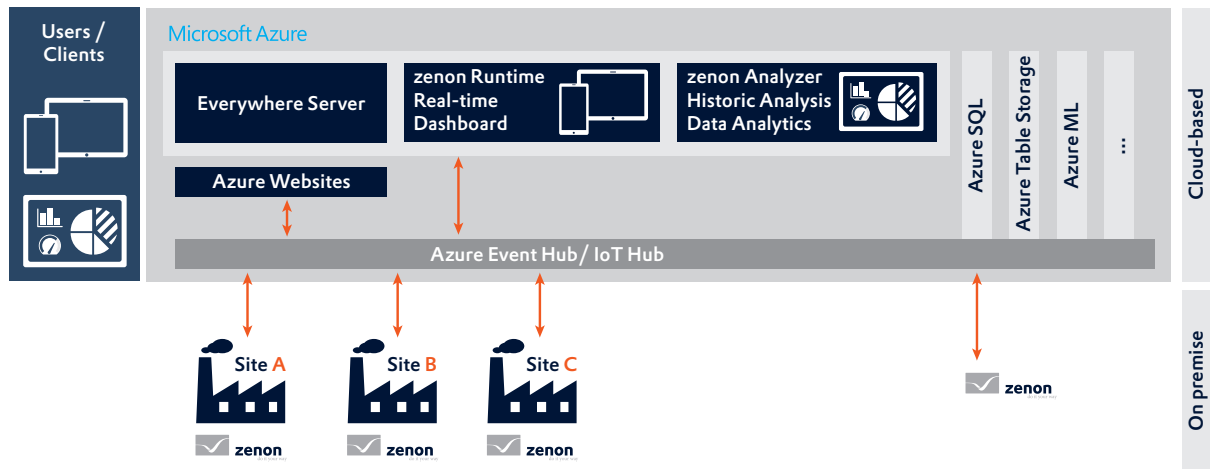 Users /
Clients
Microsoft Azure
Everywhere Server
zenon Runtime
Real-time
Dashboard
zenon Analyzer
Historic Analysis
Data Analytics
Azure Websites
Azure SQL
Azure Table Storage
Azure ML
...
Azure Event Hub/ IoT Hub
Cloud-based
Site A
Site B
Site C
zenon
zenon
zenon
zenon
On premise